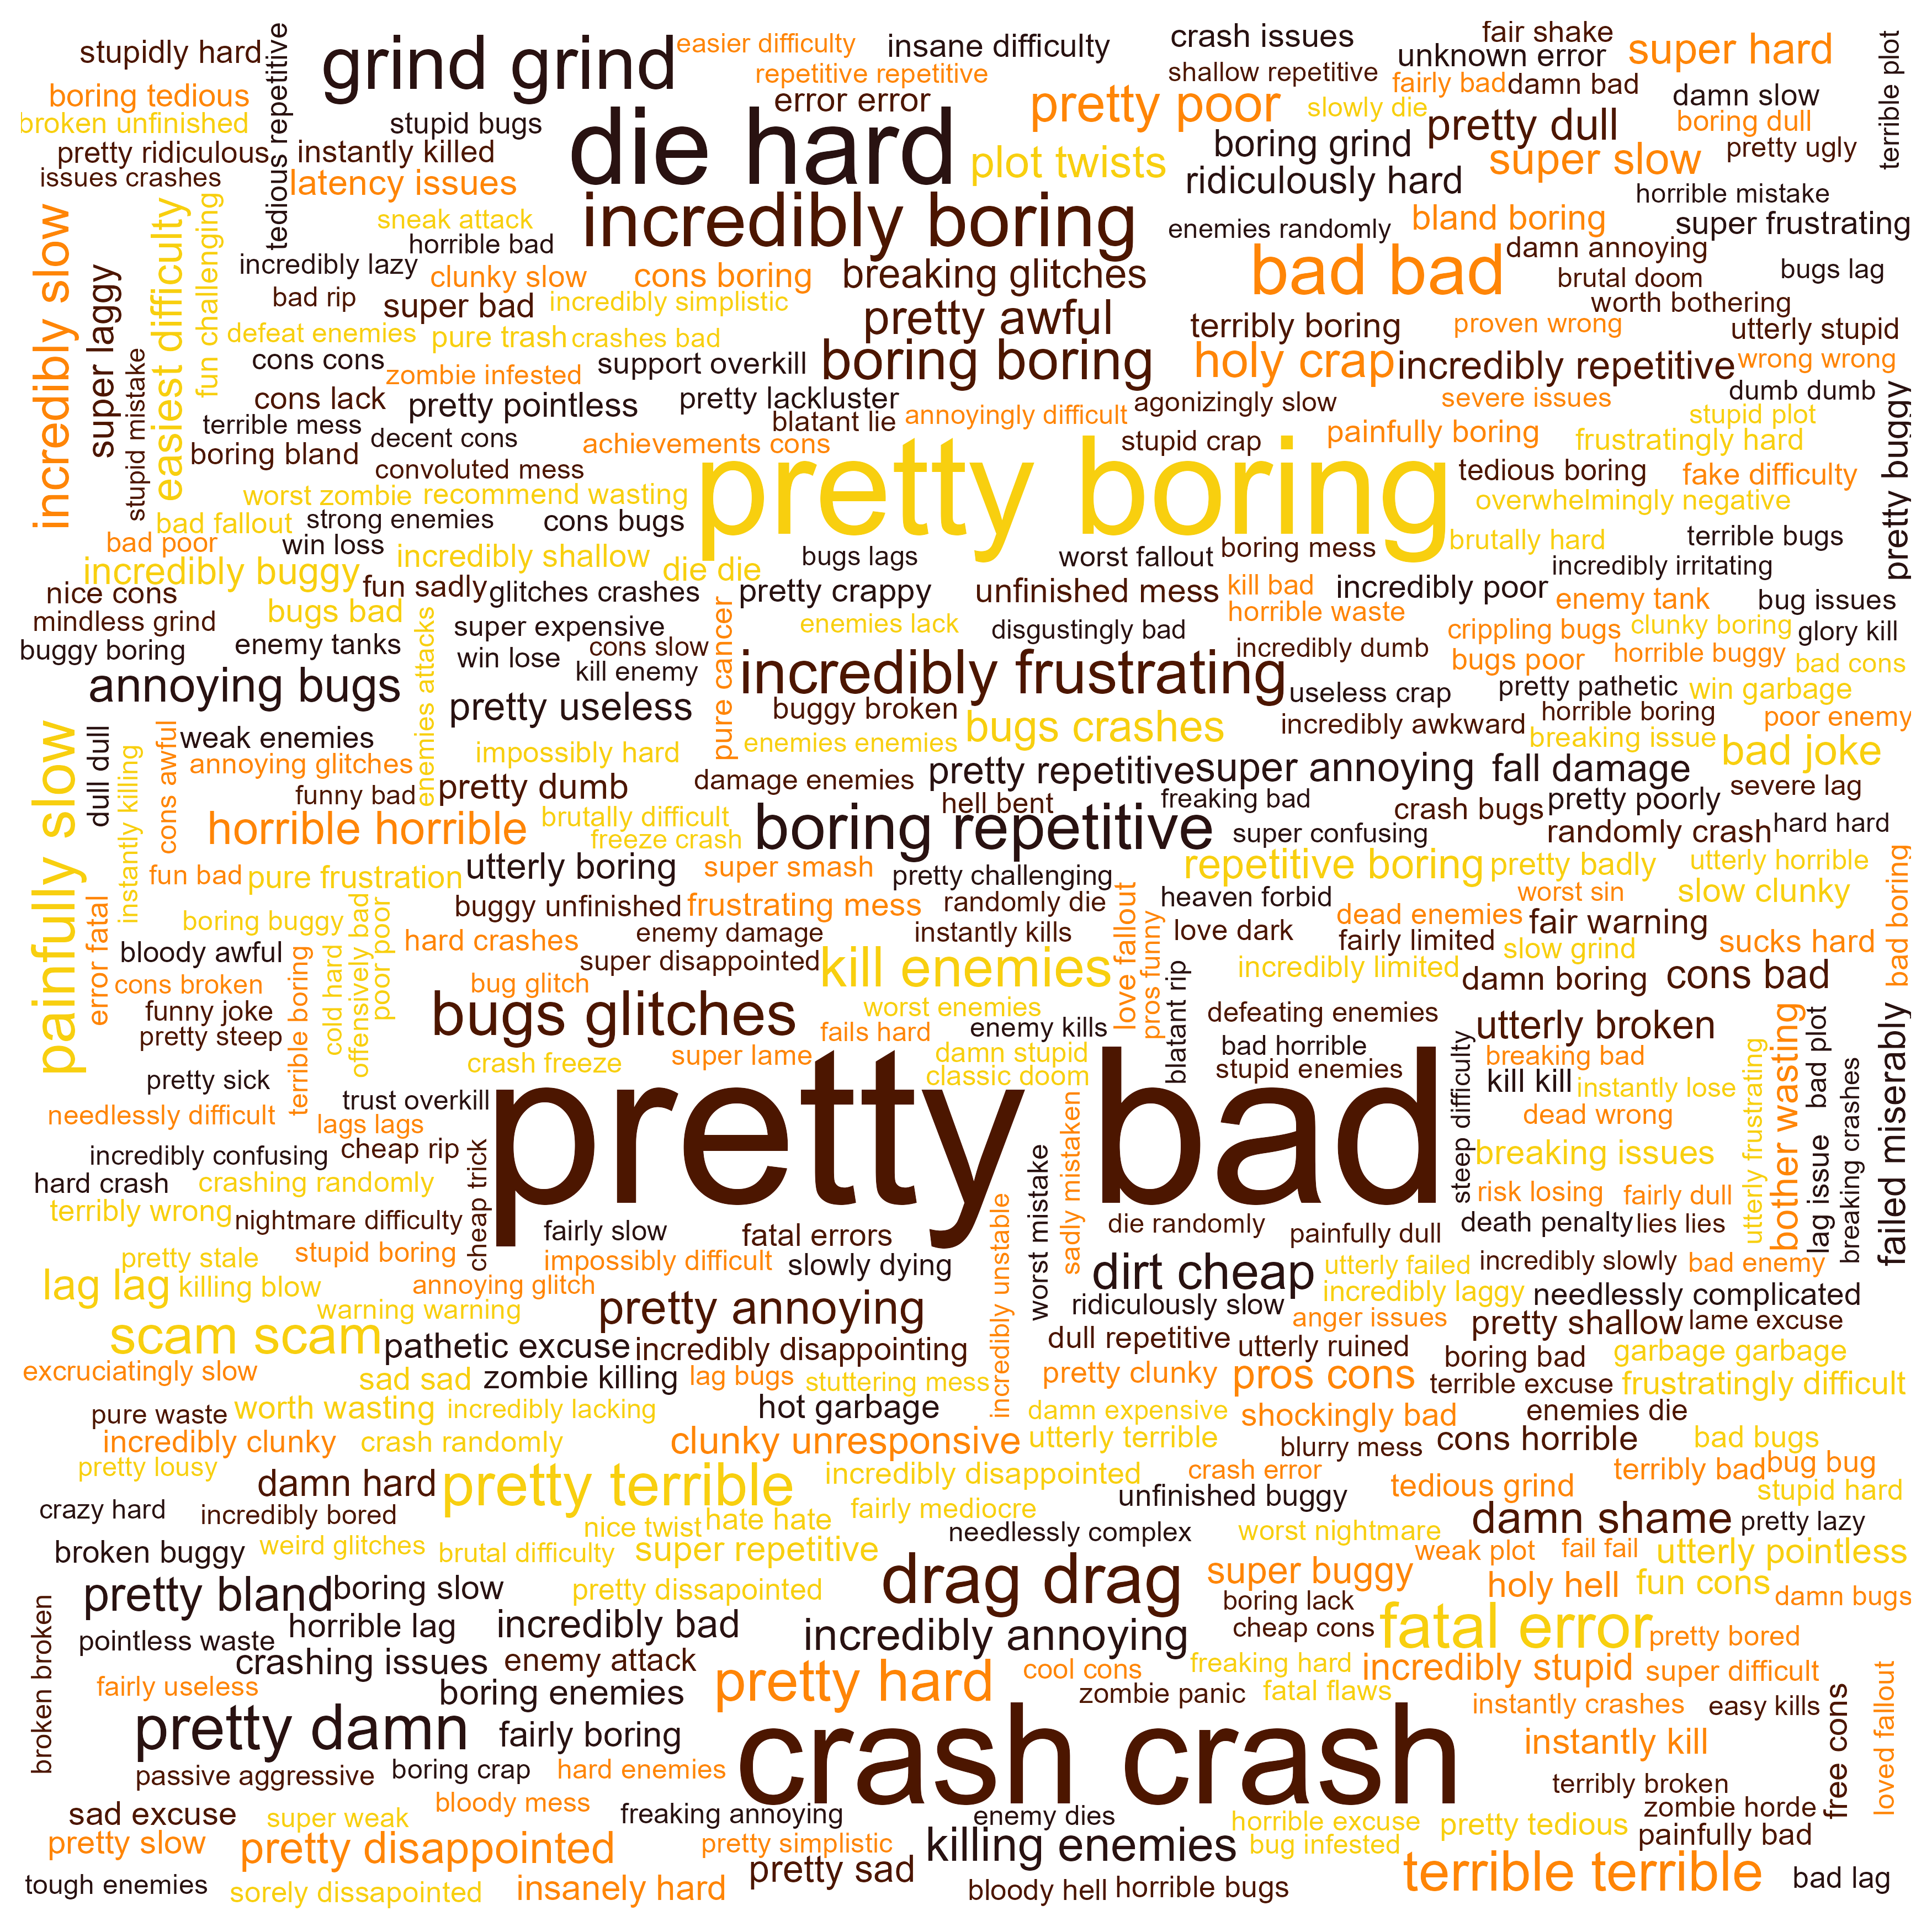 stupidly hard
tedious repetitive
grind grind
easier difficulty
insane difficulty
crash issues
fair shake
unknown error
super hard
terrible plot
boring tedious
repetitive repetitive
error error
shallow repetitive
fairly bad
damn bad
damn slow
broken unfinished
stupid bugs
die hard
pretty poor
slowly die
pretty dull
boring dull
pretty ridiculous
instantly killed
plot twists
boring grind
super slow
pretty ugly
issues crashes
latency issues
ridiculously hard
horrible mistake
incredibly slow
easiest difficulty
fun challenging
sneak attack
incredibly boring
enemies randomly
bland boring
super frustrating
horrible bad
incredibly lazy
clunky slow
cons boring
breaking glitches
bad bad
damn annoying
brutal doom
bugs lag
super laggy
bad rip
super bad
incredibly simplistic
worth bothering
defeat enemies
pure trash
crashes bad
pretty awful
terribly boring
proven wrong
utterly stupid
stupid mistake
cons cons
zombie infested
support overkill
boring boring
holy crap
incredibly repetitive
wrong wrong
cons lack
pretty pointless
pretty lackluster
agonizingly slow
severe issues
dumb dumb
pretty buggy
terrible mess
decent cons
blatant lie
annoyingly difficult
stupid plot
boring bland
convoluted mess
achievements cons
stupid crap
painfully boring
frustratingly hard
worst zombie
recommend wasting
pretty boring
tedious boring
fake difficulty
overwhelmingly negative
bad fallout
strong enemies
cons bugs
bad poor
win loss
incredibly shallow
die die
bugs lags
worst fallout
boring mess
brutally hard
terrible bugs
incredibly buggy
fun sadly
glitches crashes
pretty crappy
unfinished mess
kill bad
incredibly poor
incredibly irritating
nice cons
bugs bad
enemies attacks
pure cancer
horrible waste
enemy tank
bug issues
mindless grind
super expensive
enemies lack
disgustingly bad
crippling bugs
clunky boring
glory kill
buggy boring
enemy tanks
win lose
cons slow
kill enemy
incredibly dumb
bugs poor
horrible buggy
bad cons
annoying bugs
incredibly frustrating
useless crap
pretty pathetic
win garbage
pretty useless
buggy broken
bugs crashes
incredibly awkward
horrible boring
poor enemy
painfully slow
dull dull
instantly killing
cons awful
weak enemies
impossibly hard
enemies enemies
breaking issue
bad joke
annoying glitches
funny bad
pretty dumb
damage enemies
pretty repetitive
super annoying
fall damage
severe lag
hell bent
freaking bad
crash bugs
pretty poorly
horrible horrible
brutally difficult
freeze crash
boring repetitive
super confusing
randomly crash
hard hard
fun bad
pure frustration
utterly boring
super smash
pretty challenging
repetitive boring
pretty badly
utterly horrible
bad boring
error fatal
boring buggy
offensively bad
poor poor
buggy unfinished
frustrating mess
randomly die
love fallout
pros funny
heaven forbid
worst sin
slow clunky
bloody awful
hard crashes
enemy damage
instantly kills
love dark
dead enemies
fairly limited
fair warning
slow grind
sucks hard
cons broken
terrible boring
cold hard
bug glitch
super disappointed
kill enemies
blatant rip
incredibly limited
damn boring
cons bad
funny joke
pretty steep
bugs glitches
worst enemies
fails hard
enemy kills
defeating enemies
utterly broken
bother wasting
bad plot
failed miserably
pretty sick
crash freeze
super lame
damn stupid
classic doom
bad horrible
stupid enemies
steep difficulty
breaking bad
kill kill
instantly lose
utterly frustrating
breaking crashes
needlessly difficult
trust overkill
lags lags
pretty bad
sadly mistaken
dead wrong
incredibly confusing
cheap rip
cheap trick
worst mistake
breaking issues
lag issue
hard crash
crashing randomly
risk losing
fairly dull
terribly wrong
nightmare difficulty
fairly slow
fatal errors
incredibly unstable
die randomly
painfully dull
death penalty
lies lies
pretty stale
stupid boring
impossibly difficult
slowly dying
dirt cheap
utterly failed
incredibly slowly
bad enemy
lag lag
killing blow
annoying glitch
warning warning
pretty annoying
ridiculously slow
incredibly laggy
needlessly complicated
scam scam
pathetic excuse
incredibly disappointing
dull repetitive
anger issues
utterly ruined
pretty shallow
lame excuse
excruciatingly slow
sad sad
zombie killing
lag bugs
stuttering mess
pretty clunky
pros cons
boring bad
garbage garbage
terrible excuse
frustratingly difficult
pure waste
worth wasting
incredibly lacking
hot garbage
damn expensive
shockingly bad
enemies die
incredibly clunky
crash randomly
clunky unresponsive
utterly terrible
blurry mess
cons horrible
bad bugs
pretty lousy
damn hard
pretty terrible
incredibly disappointed
crash error
terribly bad
bug bug
crazy hard
incredibly bored
fairly mediocre
unfinished buggy
tedious grind
stupid hard
nice twist
hate hate
needlessly complex
worst nightmare
damn shame
pretty lazy
broken buggy
weird glitches
brutal difficulty
super repetitive
weak plot
fail fail
utterly pointless
pretty bland
boring slow
pretty dissapointed
drag drag
super buggy
holy hell
fun cons
damn bugs
broken broken
boring lack
pointless waste
horrible lag
incredibly bad
incredibly annoying
cheap cons
fatal error
pretty bored
crashing issues
enemy attack
freaking hard
incredibly stupid
super difficult
fairly useless
boring enemies
pretty hard
cool cons
zombie panic
fatal flaws
instantly crashes
easy kills
free cons
loved fallout
pretty damn
fairly boring
crash crash
instantly kill
passive aggressive
boring crap
hard enemies
terribly broken
sad excuse
super weak
bloody mess
freaking annoying
enemy dies
horrible excuse
pretty tedious
zombie horde
pretty slow
pretty disappointed
pretty simplistic
killing enemies
bug infested
painfully bad
tough enemies
sorely dissapointed
insanely hard
pretty sad
bloody hell
horrible bugs
terrible terrible
bad lag